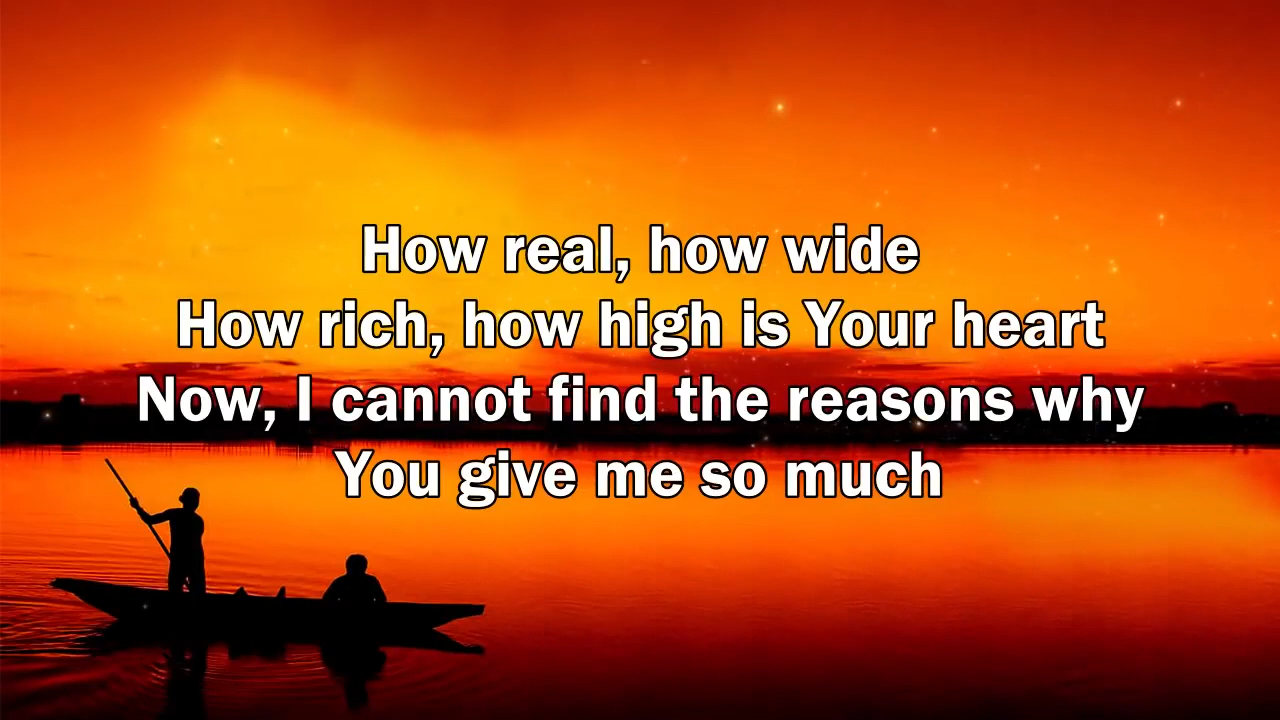 How real, how wide
How rich, how high is Your heart
Now, I cannot find the reasons why
You give me so much